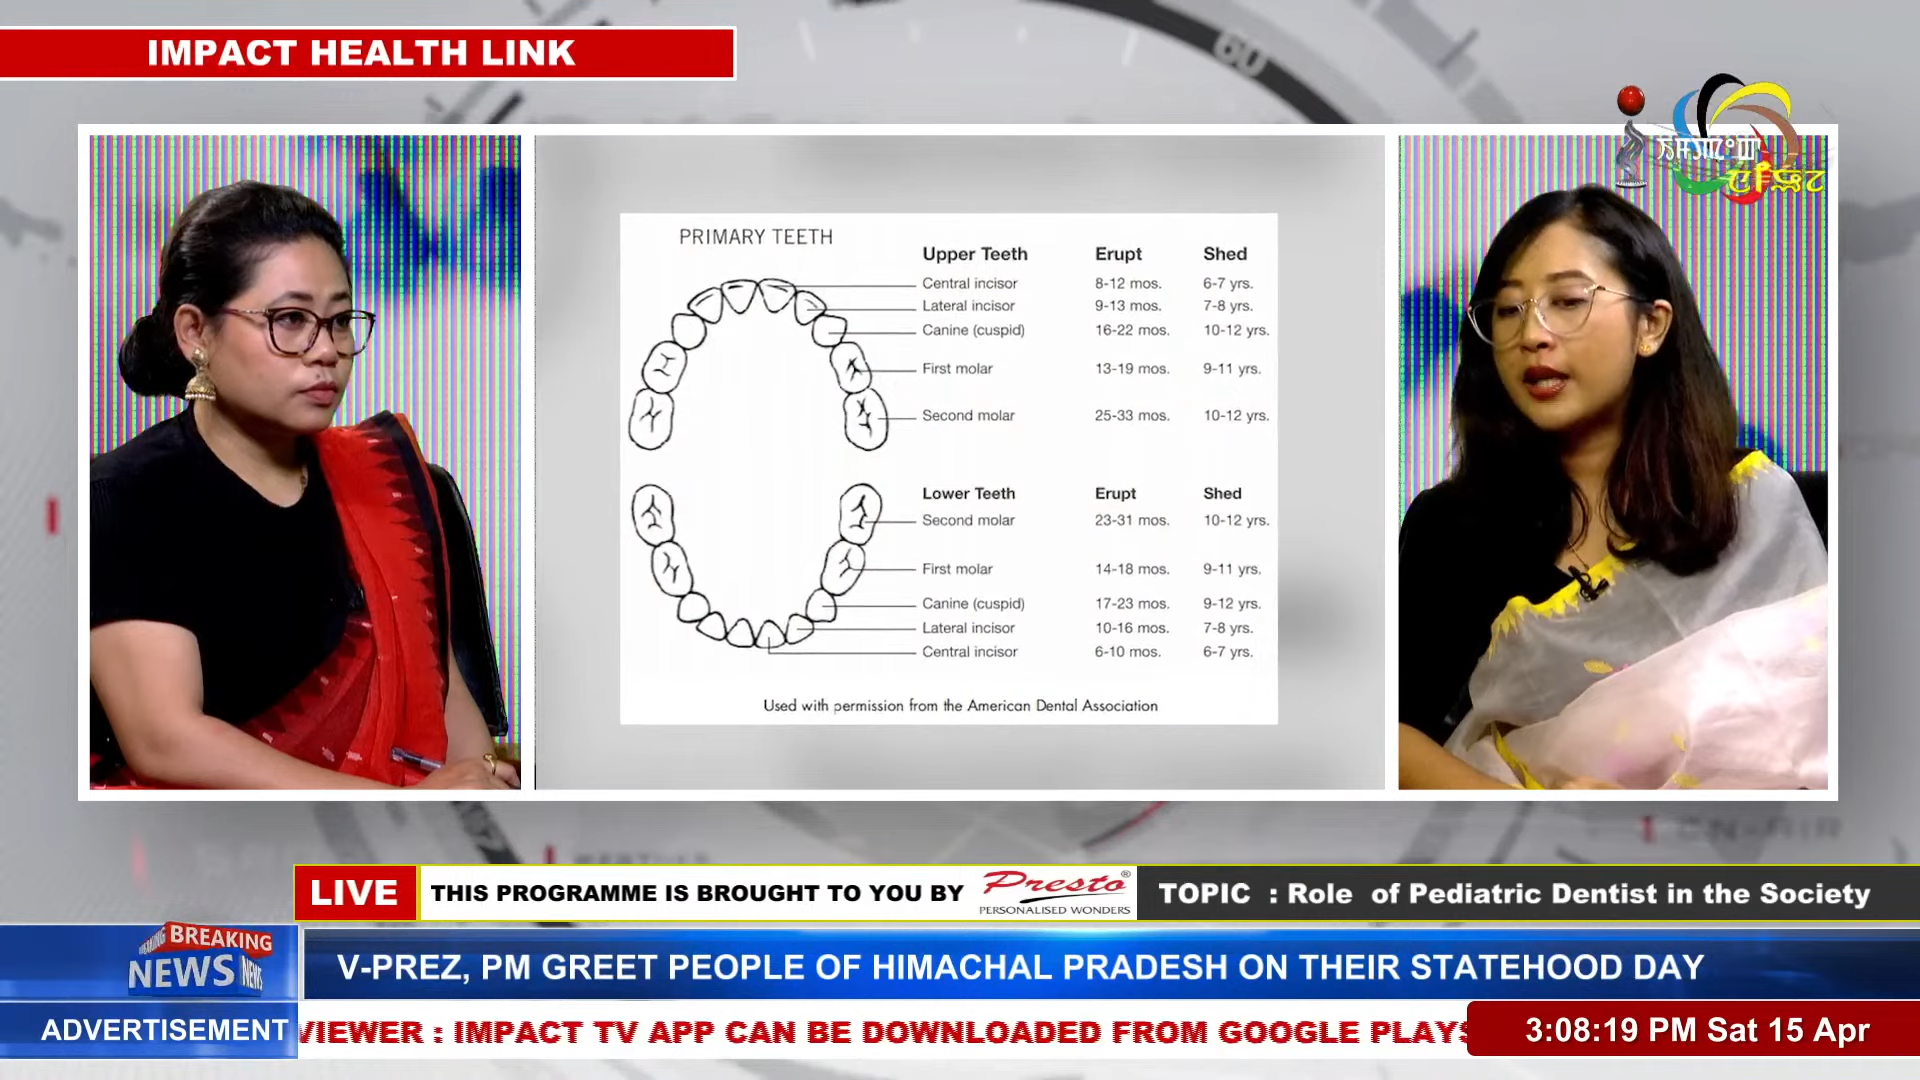 IMPACT HEALTH LINK
60
ꯏꯝꯄꯦꯛꯠ
PRIMARY TEETH
Upper Teeth Erupt Shed
Central incisor 8-12 mos. 6-7 yrs.
Lateral incisor 9-13 mos. 7-8 yrs.
Canine (cuspid) 16-22 mos. 10-12 yrs.
First molar 13-19 mos. 9-11 yrs.
Second molar 25-33 mos. 10-12 yrs.
Lower Teeth Erupt Shed
Second molar 23-31 mos. 10-12 yrs.
First molar 14-18 mos. 9-11 yrs.
Canine (cuspid) 17-23 mos. 9-12 yrs.
Lateral incisor 10-16 mos. 7-8 yrs.
Central incisor 6-10 mos. 6-7 yrs.
Used with permission from the American Dental Association
LIVE THIS PROGRAMME IS BROUGHT TO YOU BY Presto® PERSONALISED WONDERS TOPIC : Role of Pediatric Dentist in the Society
BREAKING
NEWS NEWS
V-PREZ, PM GREET PEOPLE OF HIMACHAL PRADESH ON THEIR STATEHOOD DAY
ADVERTISEMENT VIEWER : IMPACT TV APP CAN BE DOWNLOADED FROM GOOGLE PLAYS 3:08:19 PM Sat 15 Apr